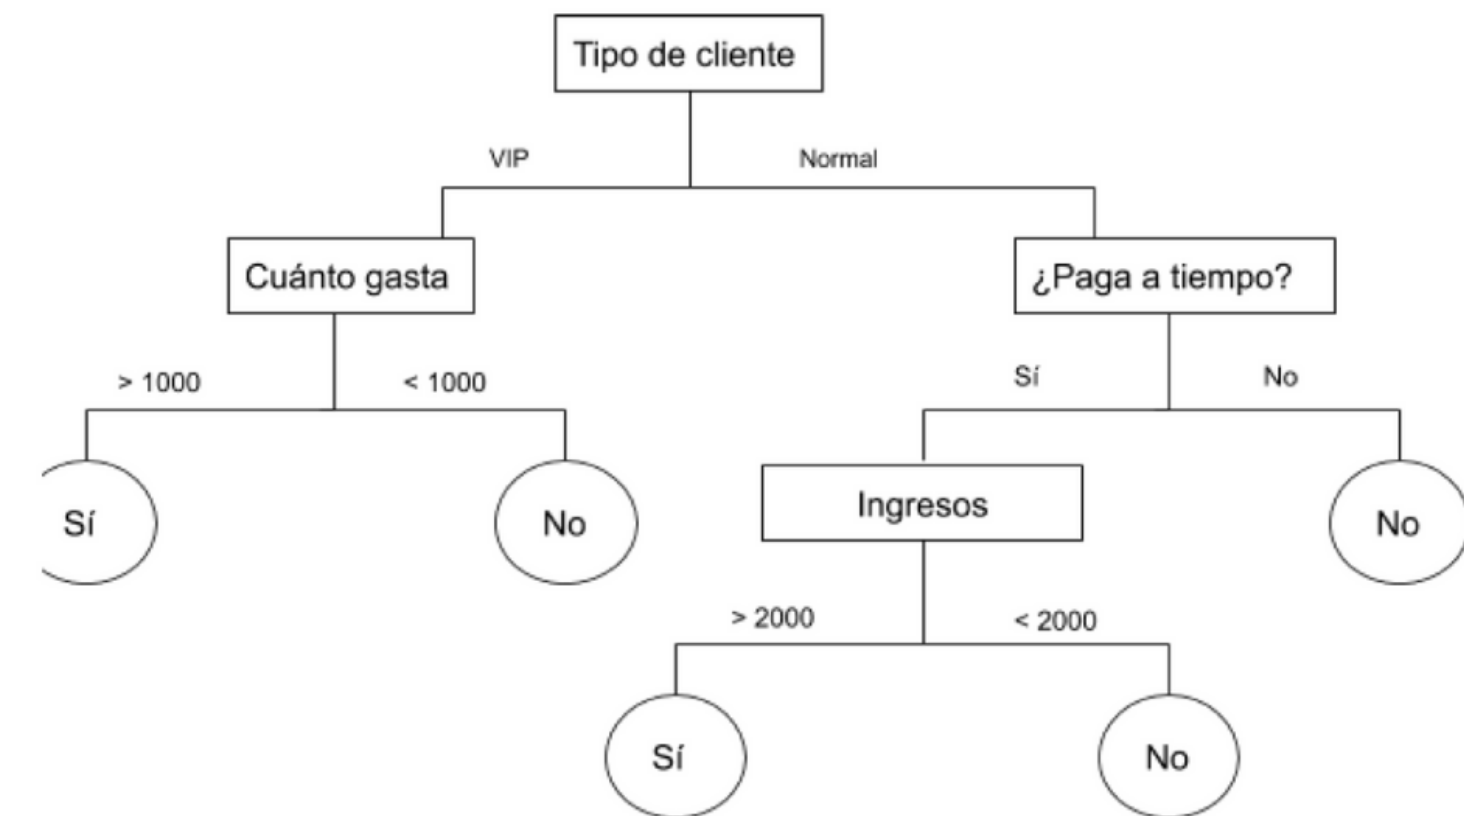 Tipo de cliente
VIP
Normal
Cuánto gasta
¿Paga a tiempo?
> 1000
< 1000
Sí
No
Sí
No
Ingresos
No
> 2000
< 2000
Sí
No